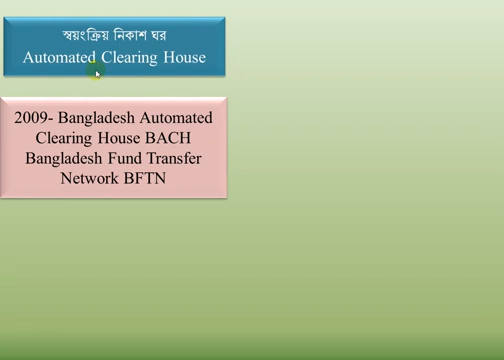 স্বয়ংক্রিয় নিকাশ ঘর
Automated Clearing House
2009- Bangladesh Automated
Clearing House BACH
Bangladesh Fund Transfer
Network BFTN